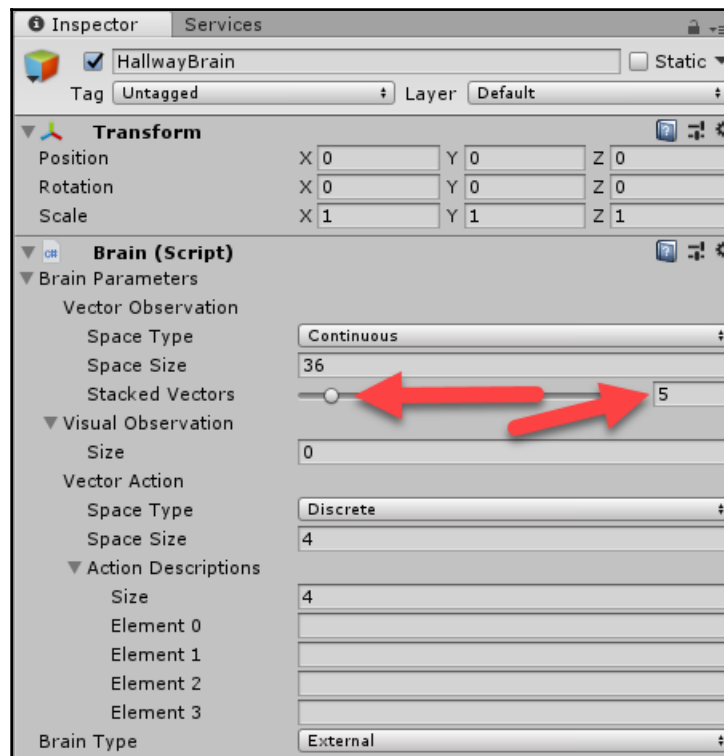 Inspector Services
HallwayBrain Static
Tag Untagged Layer Default
Transform
Position X 0 Y 0 Z 0
Rotation X 0 Y 0 Z 0
Scale X 1 Y 1 Z 1
c# Brain (Script)
Brain Parameters
Vector Observation
Space Type Continuous
Space Size 36
Stacked Vectors 5
Visual Observation
Size 0
Vector Action
Space Type Discrete
Space Size 4
Action Descriptions
Size 4
Element 0
Element 1
Element 2
Element 3
Brain Type External